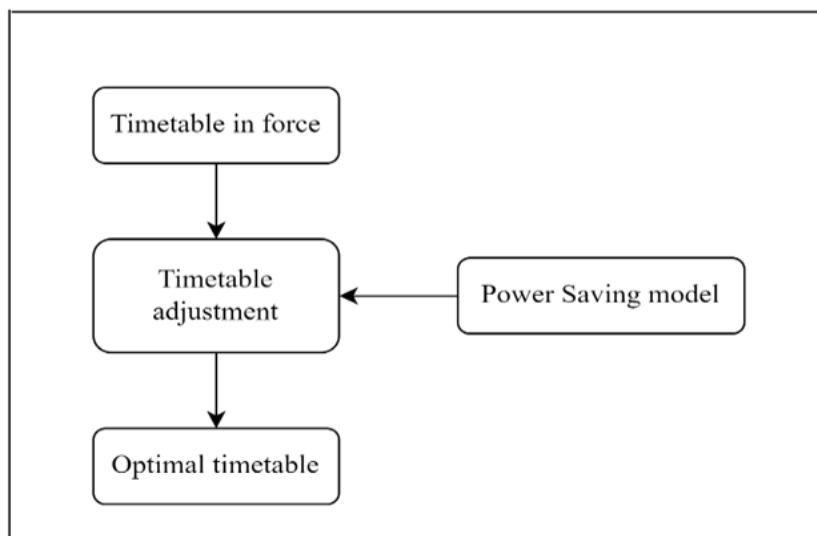 Timetable in force
Timetable
adjustment
Power Saving model
Optimal timetable